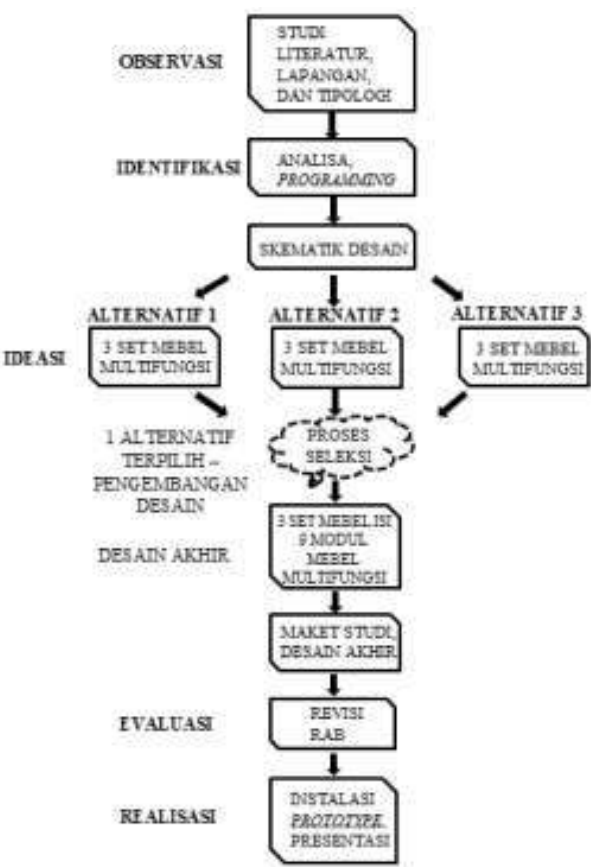 OBSERVASI
STUDI
LITERATUR,
LAPANGAN,
DAN TIPOLOGI
IDENTIFIKASI
ANALISA,
PROGRAMMING
SKEMATIK DESAIN
IDEASI
ALTERNATIF 1
3 SET MEBEL
MULTIFUNGSI
ALTERNATIF 2
3 SET MEBEL
MULTIFUNGSI
ALTERNATIF 3
3 SET MEBEL
MULTIFUNGSI
1 ALTERNATIF
TERPILIH –
PENGEMBANGAN
DESAIN
PROSES
SELEKSI
DESAIN AKHIR
3 SET MEBEL ISI
9 MODUL
MEBEL
MULTIFUNGSI
MAKET STUDI,
DESAIN AKHIR
EVALUASI
REVISI
RAB
REALISASI
INSTALASI
PROTOTYPE,
PRESENTASI